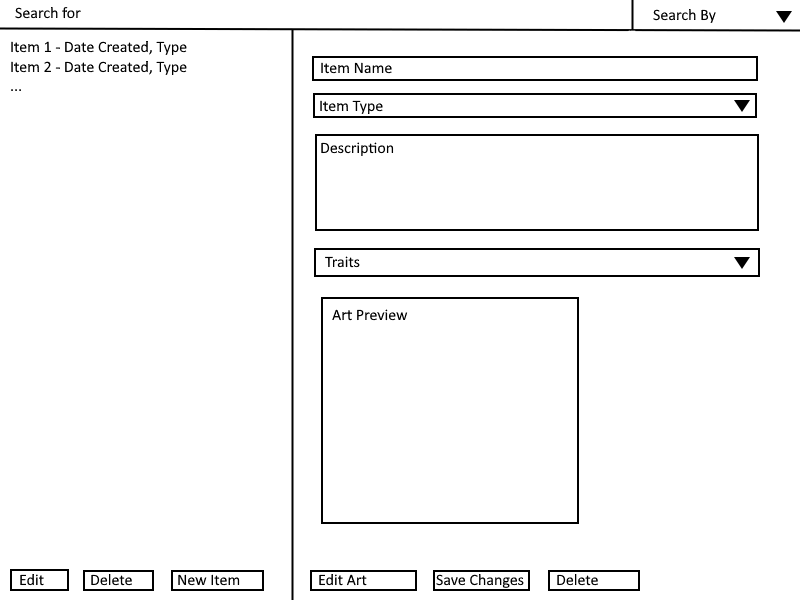 Search for
Search By
Item 1 - Date Created, Type
Item 2 - Date Created, Type
...
Item Name
Item Type
Description
Traits
Art Preview
Edit
Delete
New Item
Edit Art
Save Changes
Delete